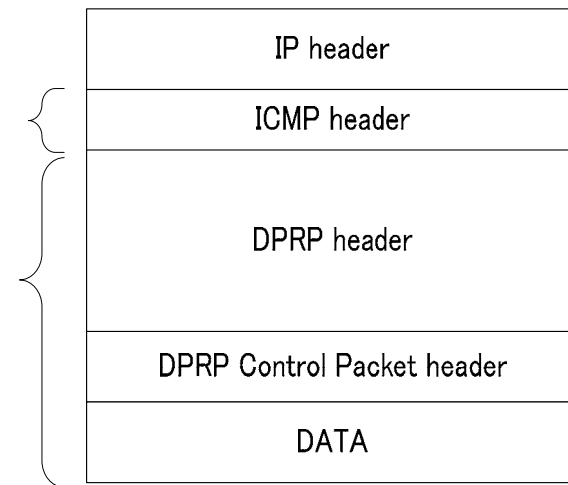 IP header
ICMP header
DPRP header
DPRP Control Packet header
DATA